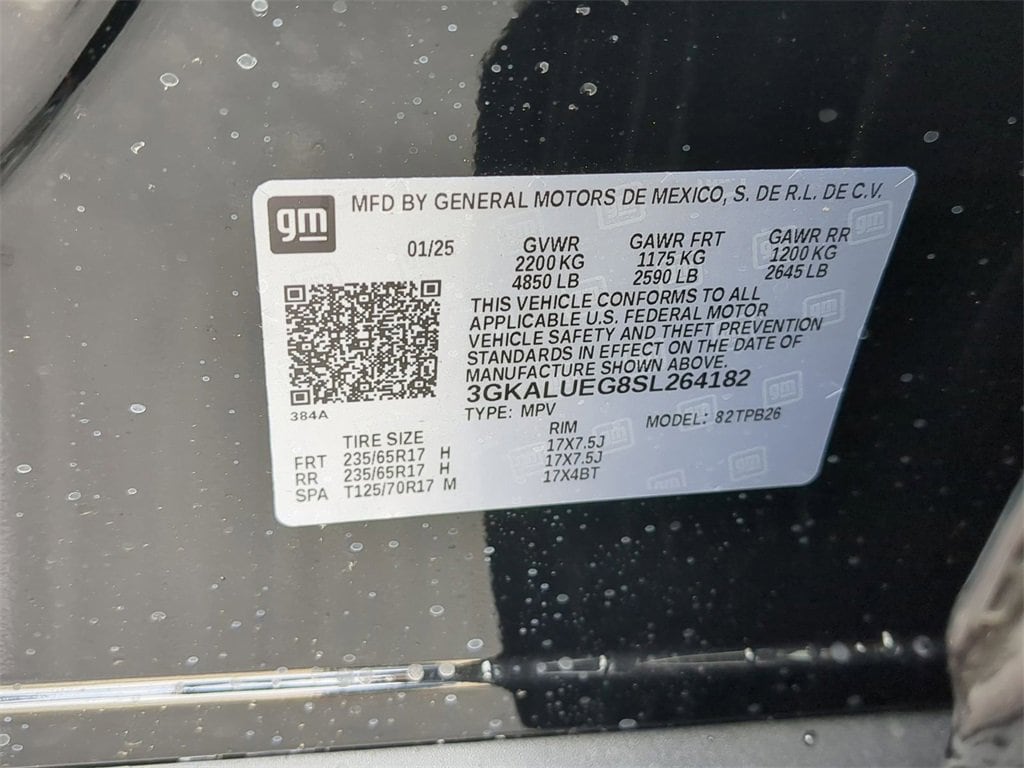 gm
MFD BY GENERAL MOTORS DE MEXICO, S. DE R.L. DE C.V.
01/25 GVWR GAWR FRT GAWR RR
2200 KG 1175 KG 1200 KG
4850 LB 2590 LB 2645 LB
THIS VEHICLE CONFORMS TO ALL
APPLICABLE U.S. FEDERAL MOTOR
VEHICLE SAFETY AND THEFT PREVENTION
STANDARDS IN EFFECT ON THE DATE OF
MANUFACTURE SHOWN ABOVE.
3GKALUEG8SL264182
384A TYPE: MPV MODEL: 82TPB26
TIRE SIZE RIM
FRT 235/65R17 H 17X7.5J
RR 235/65R17 H 17X7.5J
SPA T125/70R17 M 17X4BT